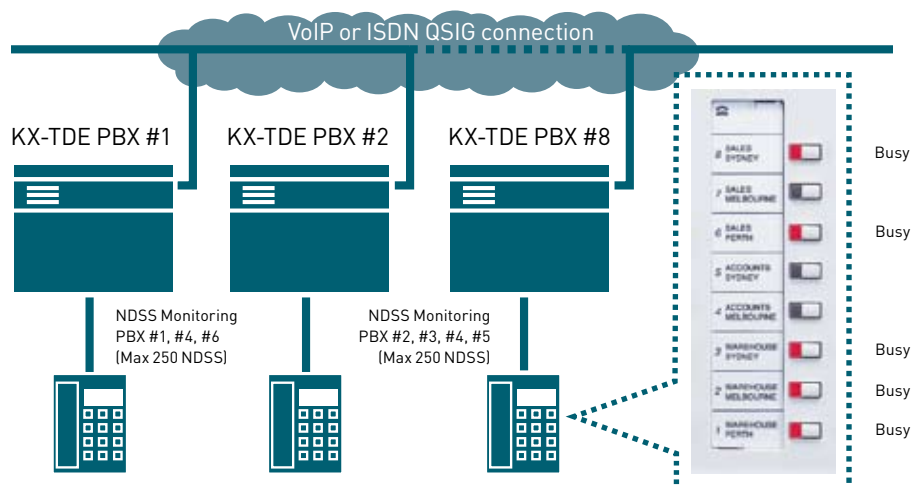 VoIP or ISDN QSIG connection
KX-TDE PBX #1
KX-TDE PBX #2
KX-TDE PBX #8
NDSS Monitoring
PBX #1, #4, #6
(Max 250 NDSS)
NDSS Monitoring
PBX #2, #3, #4, #5
(Max 250 NDSS)
8 SALES
SYDNEY
Busy
7 SALES
MELBOURNE
6 SALES
PERTH
Busy
5 ACCOUNTS
SYDNEY
4 ACCOUNTS
MELBOURNE
3 WAREHOUSE
SYDNEY
Busy
2 WAREHOUSE
MELBOURNE
Busy
1 WAREHOUSE
PERTH
Busy